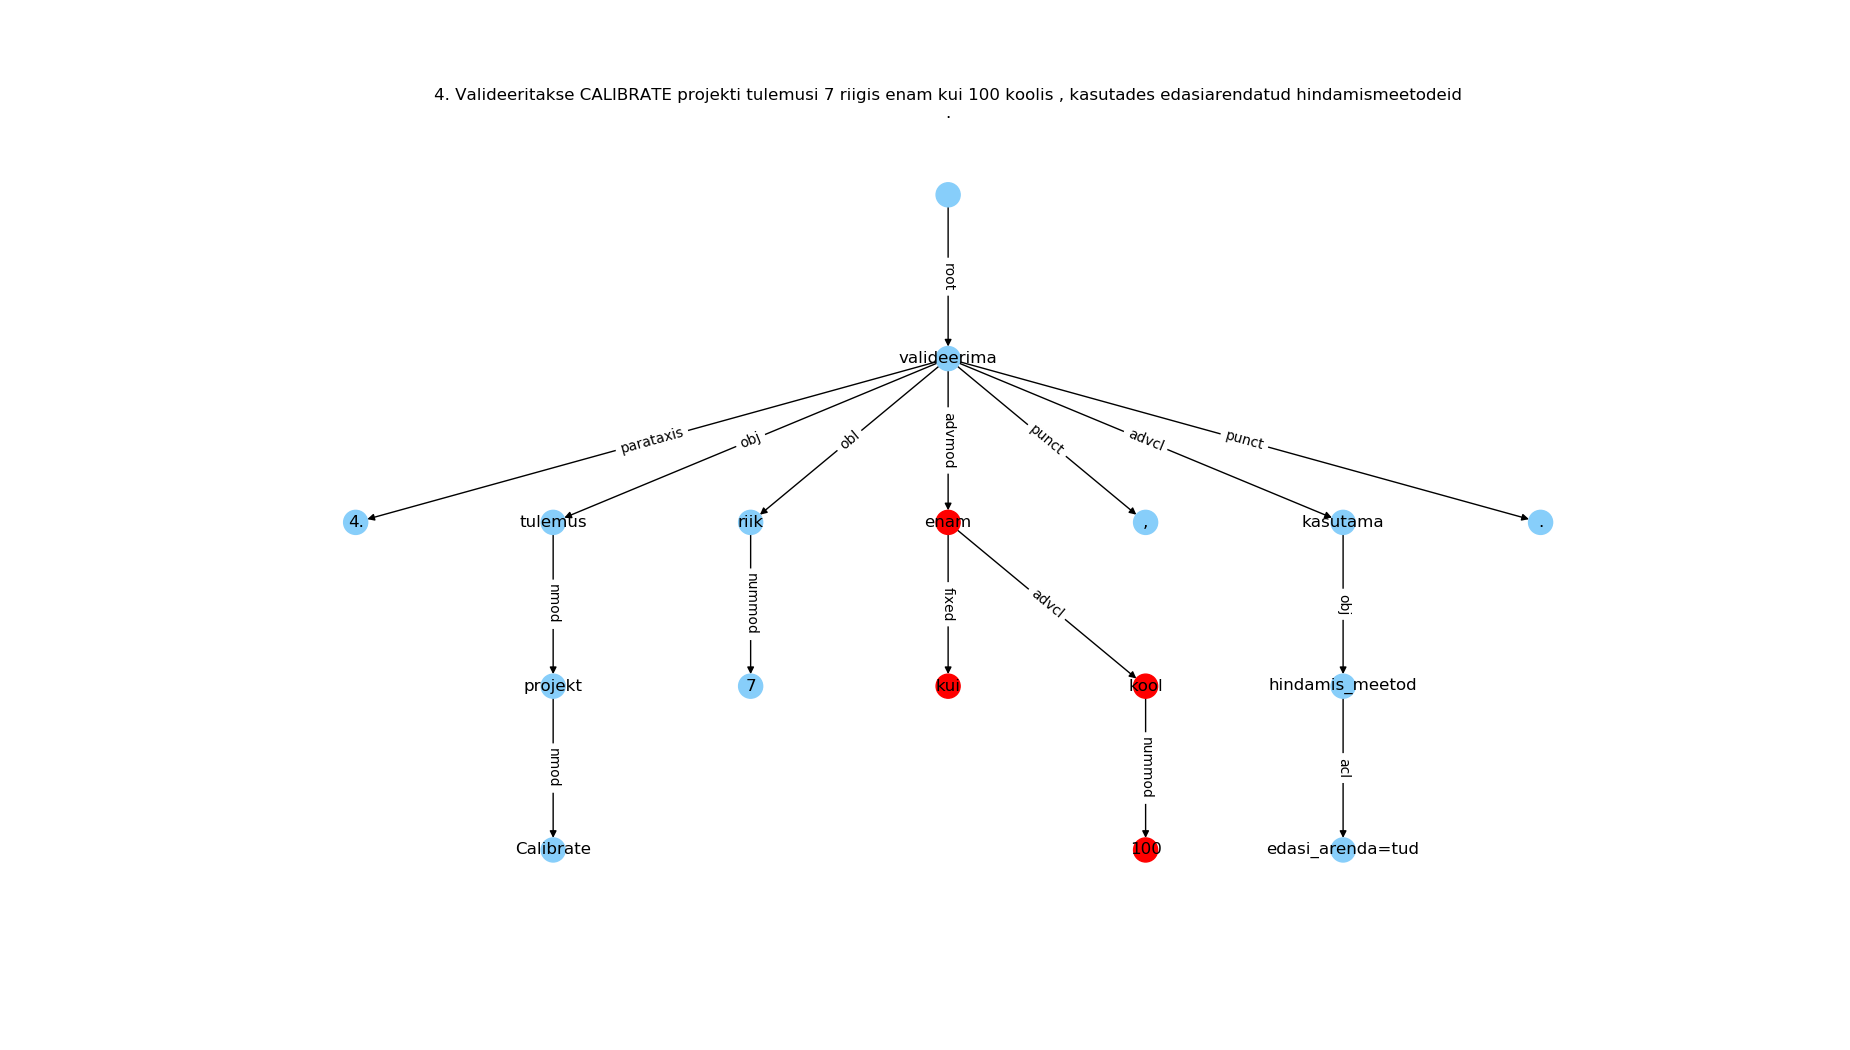 4. Valideeritakse CALIBRATE projekti tulemusi 7 riigis enam kui 100 koolis , kasutades edasiarendatud hindamismeetodeid
.
root
valideerima
parataxis obj obl advmod punct advcl punct
4. tulemus riik enam , kasutama .
nmod nummod fixed advcl obj
projekt 7 kui kool hindamis_meetod
nmod nummod acl
Calibrate 100 edasi_arenda=tud